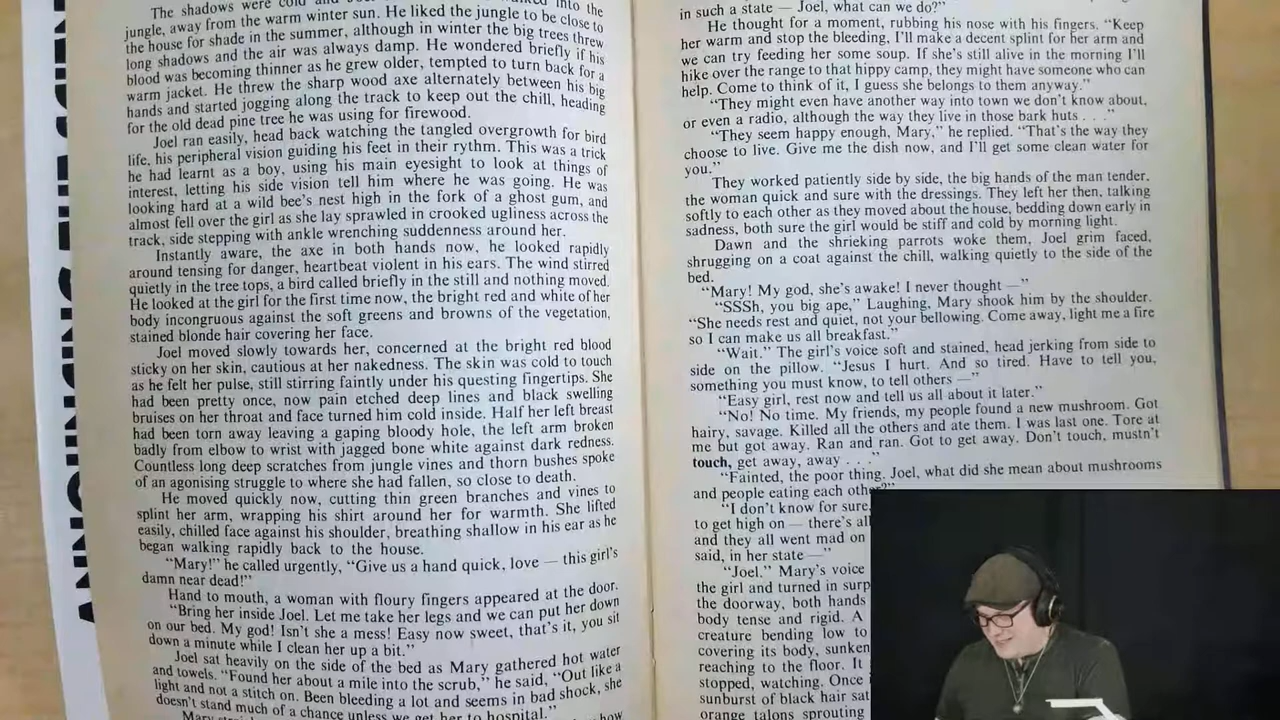 The shadows were cold and
into the
jungle, away from the warm winter sun. He liked the jungle to be close to
the house for shade in the summer, although in winter the big trees threw
long shadows and the air was always damp. He wondered briefly if his
blood was becoming thinner as he grew older, tempted to turn back for a
warm jacket. He threw the sharp wood axe alternately between his big
hands and started jogging along the track to keep out the chill, heading
for the old dead pine tree he was using for firewood.
Joel ran easily, head back watching the tangled overgrowth for bird
life, his peripheral vision guiding his feet in their rythm. This was a trick
he had learnt as a boy, using his main eyesight to look at things of
interest, letting his side vision tell him where he was going. He was
looking hard at a wild bee's nest high in the fork of a ghost gum, and
almost fell over the girl as she lay sprawled in crooked ugliness across the
track, side stepping with ankle wrenching suddenness around her.
Instantly aware, the axe in both hands now, he looked rapidly
around tensing for danger, heartbeat violent in his ears. The wind stirred
quietly in the tree tops, a bird called briefly in the still and nothing moved.
He looked at the girl for the first time now, the bright red and white of her
body incongruous against the soft greens and browns of the vegetation,
stained blonde hair covering her face.
Joel moved slowly towards her, concerned at the bright red blood
sticky on her skin, cautious at her nakedness. The skin was cold to touch
as he felt her pulse, still stirring faintly under his questing fingertips. She
had been pretty once, now pain etched deep lines and black swelling
bruises on her throat and face turned him cold inside. Half her left breast
had been torn away leaving a gaping bloody hole, the left arm broken
badly from elbow to wrist with jagged bone white against dark redness.
Countless long deep scratches from jungle vines and thorn bushes spoke
of an agonising struggle to where she had fallen, so close to death.
He moved quickly now, cutting thin green branches and vines to
splint her arm, wrapping his shirt around her for warmth. She lifted
easily, chilled face against his shoulder, breathing shallow in his ear as he
began walking rapidly back to the house.
"Mary!" he called urgently, "Give us a hand quick, love — this girl's
damn near dead!"
Hand to mouth, a woman with floury fingers appeared at the door.
"Bring her inside Joel. Let me take her legs and we can put her down
on our bed. My god! Isn't she a mess! Easy now sweet, that's it, you sit
down a minute while I clean her up a bit."
Joel sat heavily on the side of the bed as Mary gathered hot water
and towels. "Found her about a mile into the scrub," he said, "Out like a
light and not a stitch on. Been bleeding a lot and seems in bad shock, she
doesn't stand much of a chance unless we get her to hospital."
Mary
how
in such a state — Joel, what can we do?"
He thought for a moment, rubbing his nose with his fingers. "Keep
her warm and stop the bleeding, I'll make a decent splint for her arm and
we can try feeding her some soup. If she's still alive in the morning I'll
hike over the range to that hippy camp, they might have someone who can
help. Come to think of it, I guess she belongs to them anyway."
"They might even have another way into town we don't know about,
or even a radio, although the way they live in those bark huts . . ."
"They seem happy enough, Mary," he replied. "That's the way they
choose to live. Give me the dish now, and I'll get some clean water for
you."
They worked patiently side by side, the big hands of the man tender,
the woman quick and sure with the dressings. They left her then, talking
softly to each other as they moved about the house, bedding down early in
sadness, both sure the girl would be stiff and cold by morning light.
Dawn and the shrieking parrots woke them, Joel grim faced,
shrugging on a coat against the chill, walking quietly to the side of the
bed.
"Mary! My god, she's awake! I never thought —"
"SSSh, you big ape," Laughing, Mary shook him by the shoulder.
"She needs rest and quiet, not your bellowing. Come away, light me a fire
so I can make us all breakfast."
"Wait." The girl's voice soft and stained, head jerking from side to
side on the pillow. "Jesus I hurt. And so tired. Have to tell you,
something you must know, to tell others —"
"Easy girl, rest now and tell us all about it later."
"No! No time. My friends, my people found a new mushroom. Got
hairy, savage. Killed all the others and ate them. I was last one. Tore at
me but got away. Ran and ran. Got to get away. Don't touch, mustn't
touch, get away, away . . ."
"Fainted, the poor thing. Joel, what did she mean about mushrooms
and people eating each other?"
"I don't know for sure,
to get high on — there's all
and they all went mad on
said, in her state —"
"Joel." Mary's voice
the girl and turned in surp
the doorway, both hands
body tense and rigid. A
creature bending low to
covering its body, sunken
reaching to the floor. It
stopped, watching. Once
sunburst of black hair sat
orange talons sprouting